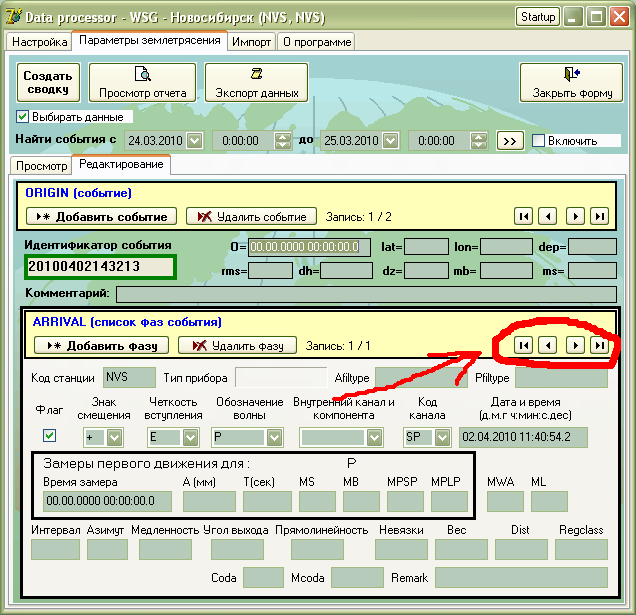 Data processor - WSG - Новосибирск (NVS, NVS) Startup
Настройка Параметры землетрясения Импорт О программе
Создать сводку Просмотр отчета Экспорт данных Закрыть форму
Выбирать данные
Найти события с 24.03.2010 0:00:00 до 25.03.2010 0:00:00 >> Включить
Просмотр Редактирование
ORIGIN (событие)
Добавить событие Удалить событие Запись: 1 / 2
Идентификатор события O= 00.00.0000 00:00:00.0 lat= lon= dep=
20100402143213 rms= dh= dz= mb= ms=
Комментарий:
ARRIVAL (список фаз события)
Добавить фазу Удалить фазу Запись: 1 / 1
Код станции NVS Тип прибора Afiltype Pfiltype
Флаг Знак смещения Четкость вступления Обозначение волны Внутренний канал и компонента Код канала Дата и время (д.м.г ч:мин:с.дес)
+ E P SP 02.04.2010 11:40:54.2
Замеры первого движения для : P
Время замера A (мм) T(сек) MS MB MPSP MPLP MWA ML
00.00.0000 00:00:00.0
Интервал Азимут Медленность Угол выхода Прямолинейность Невязки Вес Dist Regclass
Coda Mcoda Remark